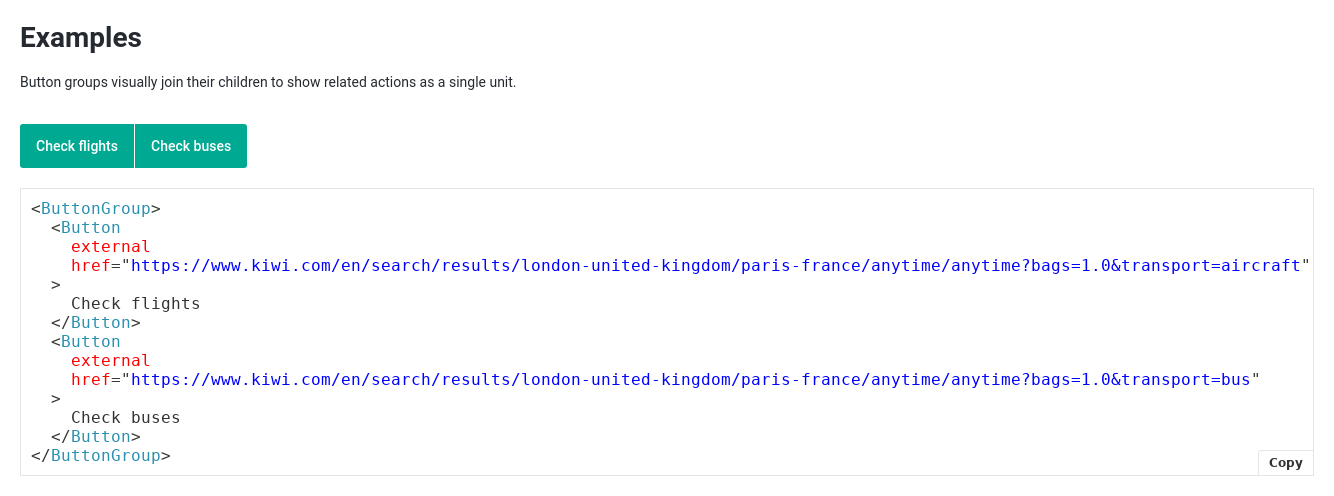 Examples
Button groups visually join their children to show related actions as a single unit.
Check flights Check buses
<ButtonGroup>
  <Button
    external
    href="https://www.kiwi.com/en/search/results/london-united-kingdom/paris-france/anytime/anytime?bags=1.0&transport=aircraft"
  >
    Check flights
  </Button>
  <Button
    external
    href="https://www.kiwi.com/en/search/results/london-united-kingdom/paris-france/anytime/anytime?bags=1.0&transport=bus"
  >
    Check buses
  </Button>
</ButtonGroup>
Copy